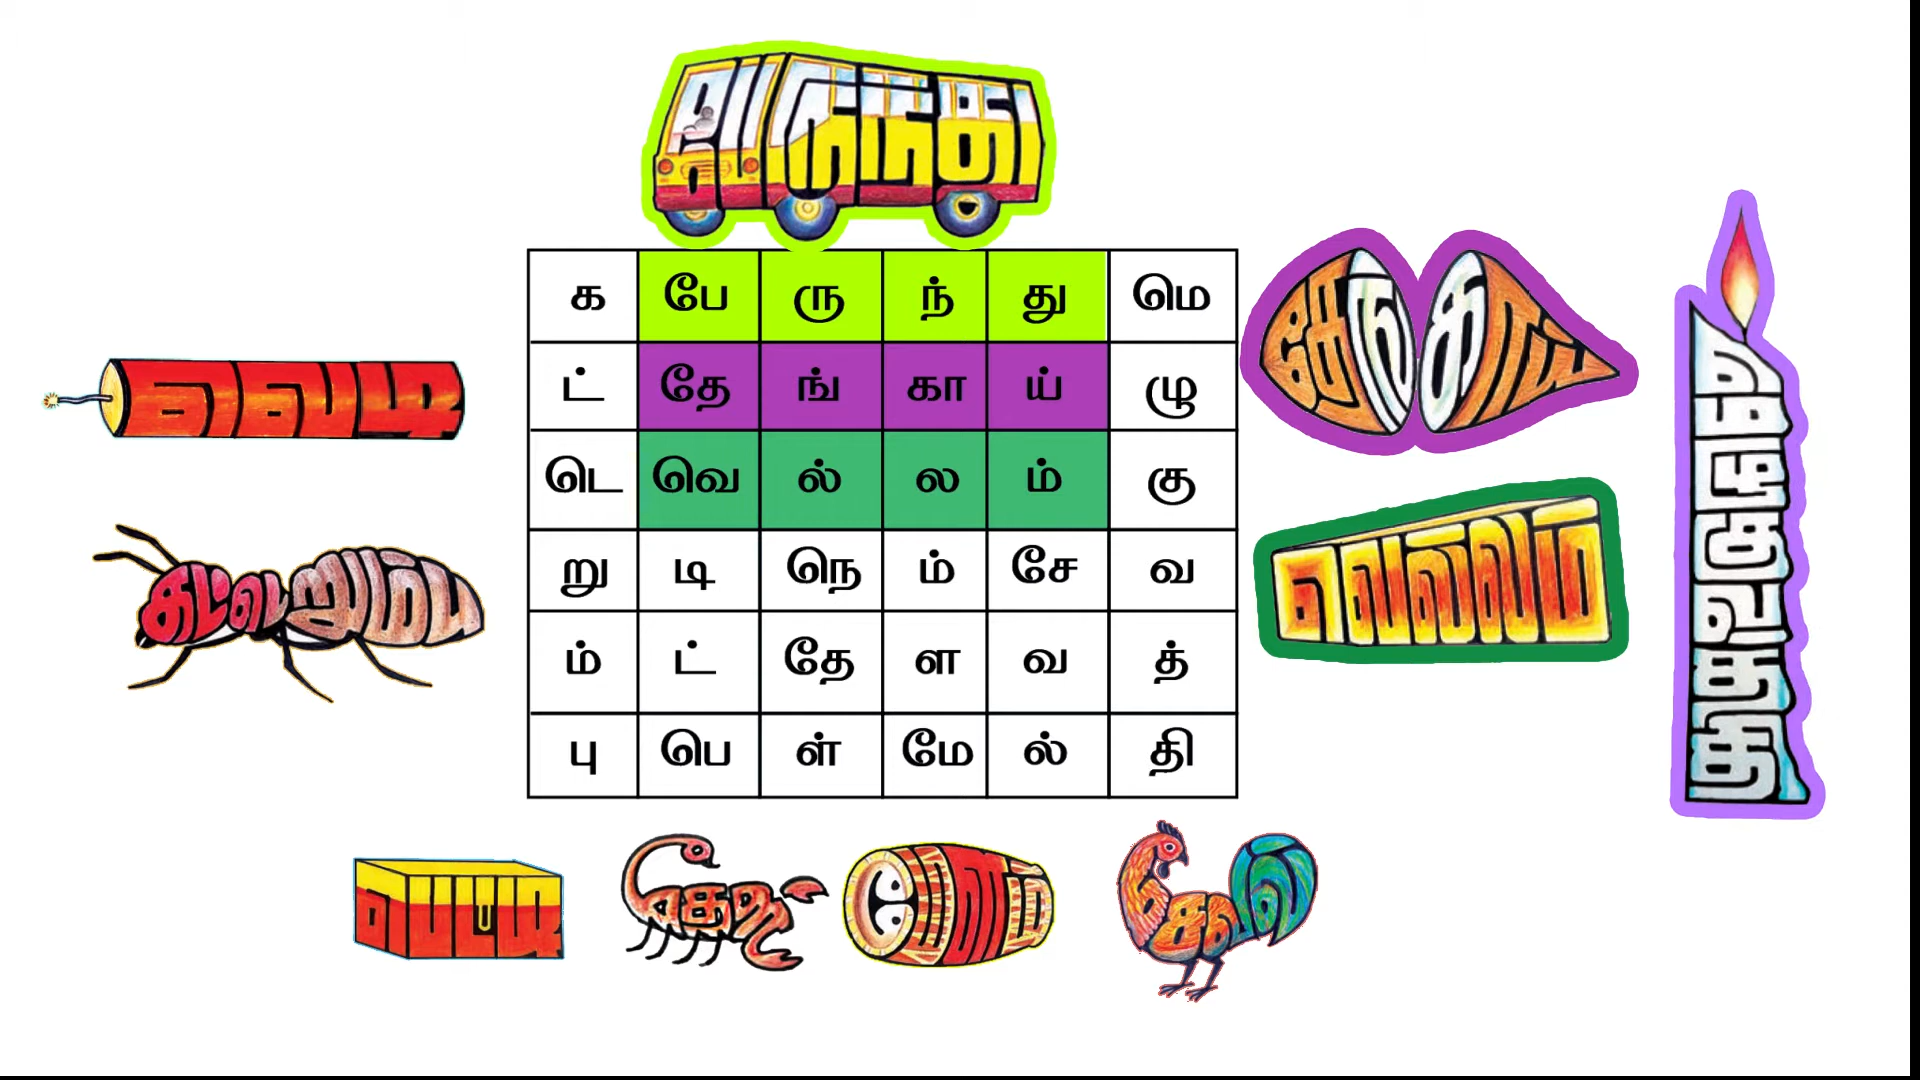 பேருந்து
க பே ரு ந் து மெ
ட் தே ங் கா ய் ழு
டெ வெ ல் ல ம் கு
று டி நெ ம் சே வ
ம் ட் தே ள வ த்
பு பெ ள் மே ல் தி
வெடி
கட்டெறும்பு
தேங்காய்
வெல்லம்
மெழுகுவத்தி
பெட்டி
தேள்
மேளம்
சேவல்